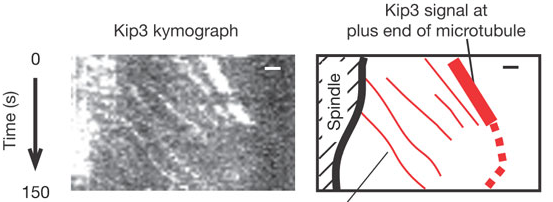 Kip3 kymograph
Kip3 signal at
plus end of microtubule
0
Time (s)
150
Spindle